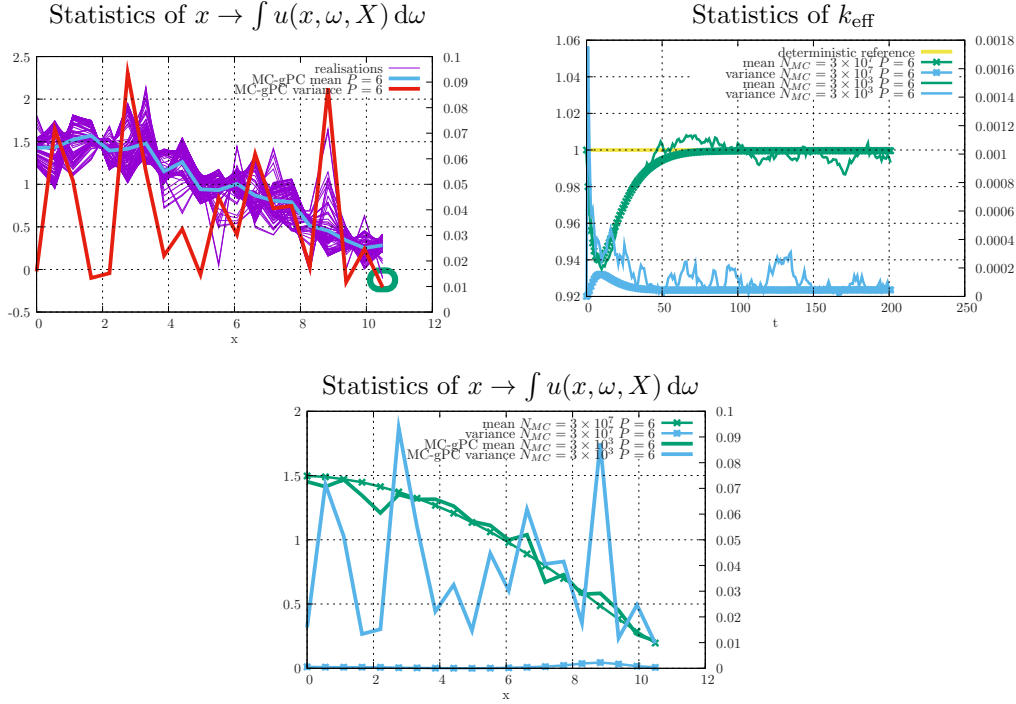 Statistics of x → ∫ u(x, ω, X) dω
realisations
MC-gPC mean P = 6
MC-gPC variance P = 6
2.5
2
1.5
1
0.5
0
-0.5
0.1
0.09
0.08
0.07
0.06
0.05
0.04
0.03
0.02
0.01
0
0 2 4 6 8 10 12
x
Statistics of k_eff
deterministic reference
mean N_MC = 3 × 10^7 P = 6
variance N_MC = 3 × 10^7 P = 6
mean N_MC = 3 × 10^3 P = 6
variance N_MC = 3 × 10^3 P = 6
1.06
1.04
1.02
1
0.98
0.96
0.94
0.92
0.0018
0.0016
0.0014
0.0012
0.001
0.0008
0.0006
0.0004
0.0002
0
0 50 100 150 200 250
t
Statistics of x → ∫ u(x, ω, X) dω
mean N_MC = 3 × 10^7 P = 6
variance N_MC = 3 × 10^7 P = 6
MC-gPC mean N_MC = 3 × 10^3 P = 6
MC-gPC variance N_MC = 3 × 10^3 P = 6
2
1.5
1
0.5
0
0.1
0.09
0.08
0.07
0.06
0.05
0.04
0.03
0.02
0.01
0
0 2 4 6 8 10 12
x